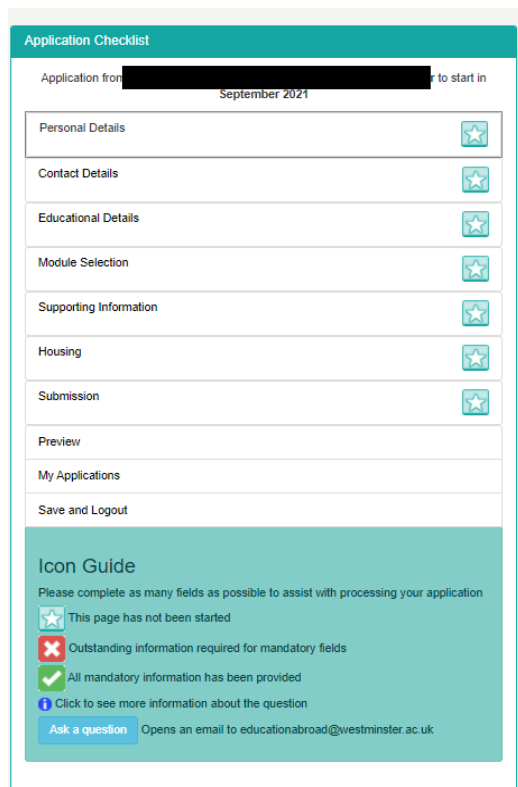 Application Checklist
Application from
r to start in
September 2021
Personal Details
Contact Details
Educational Details
Module Selection
Supporting Information
Housing
Submission
Preview
My Applications
Save and Logout
Icon Guide
Please complete as many fields as possible to assist with processing your application
This page has not been started
Outstanding information required for mandatory fields
All mandatory information has been provided
Click to see more information about the question
Ask a question Opens an email to educationabroad@westminster.ac.uk